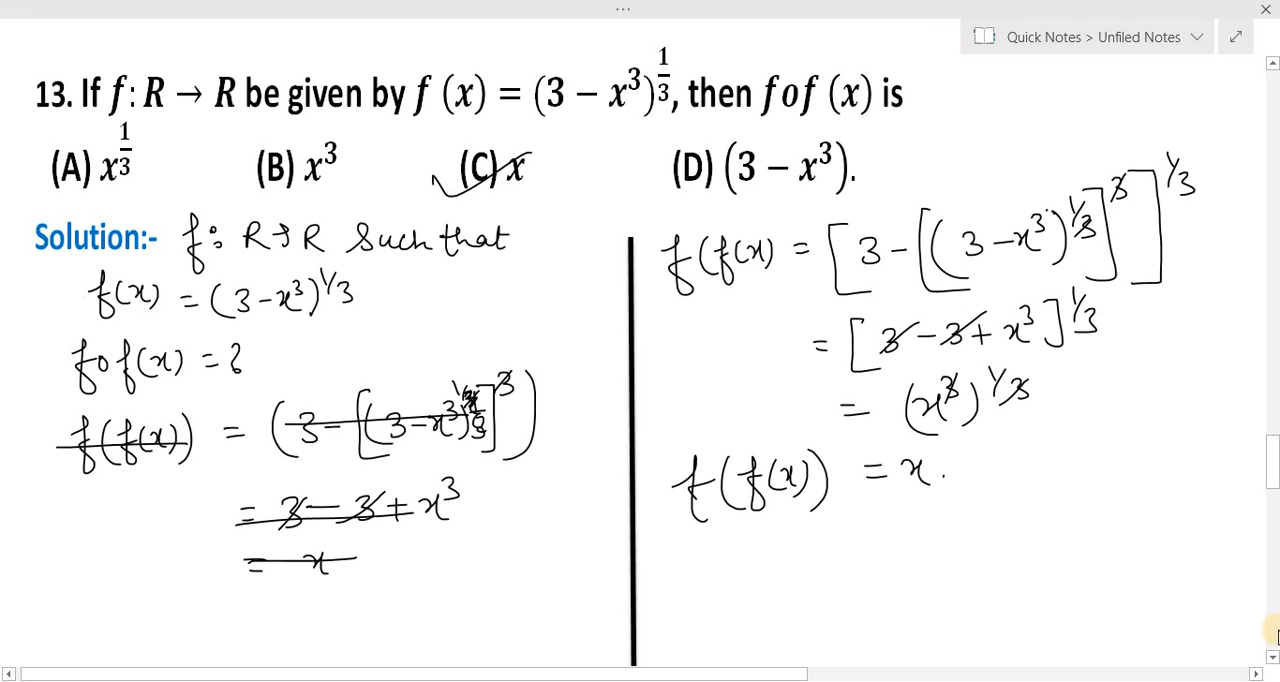 Quick Notes > Unfiled Notes
13. If f: R → R be given by f (x) = (3 − x³)^{1/3}, then fof (x) is
(A) x^{1/3} (B) x³ (C) x (D) (3 − x³).
Solution:- f: R→R Such that
f(x) = (3-x³)^{1/3}
fof(x) = ?
f(f(x)) = (3-[(3-x³)^{1/3}]³)
= 3-3+x³
= x
f(f(x) = [3-[(3-x³)^{1/3}]³]^{1/3}
= [3-3+x³]^{1/3}
= (x³)^{1/3}
f(f(x)) = x.